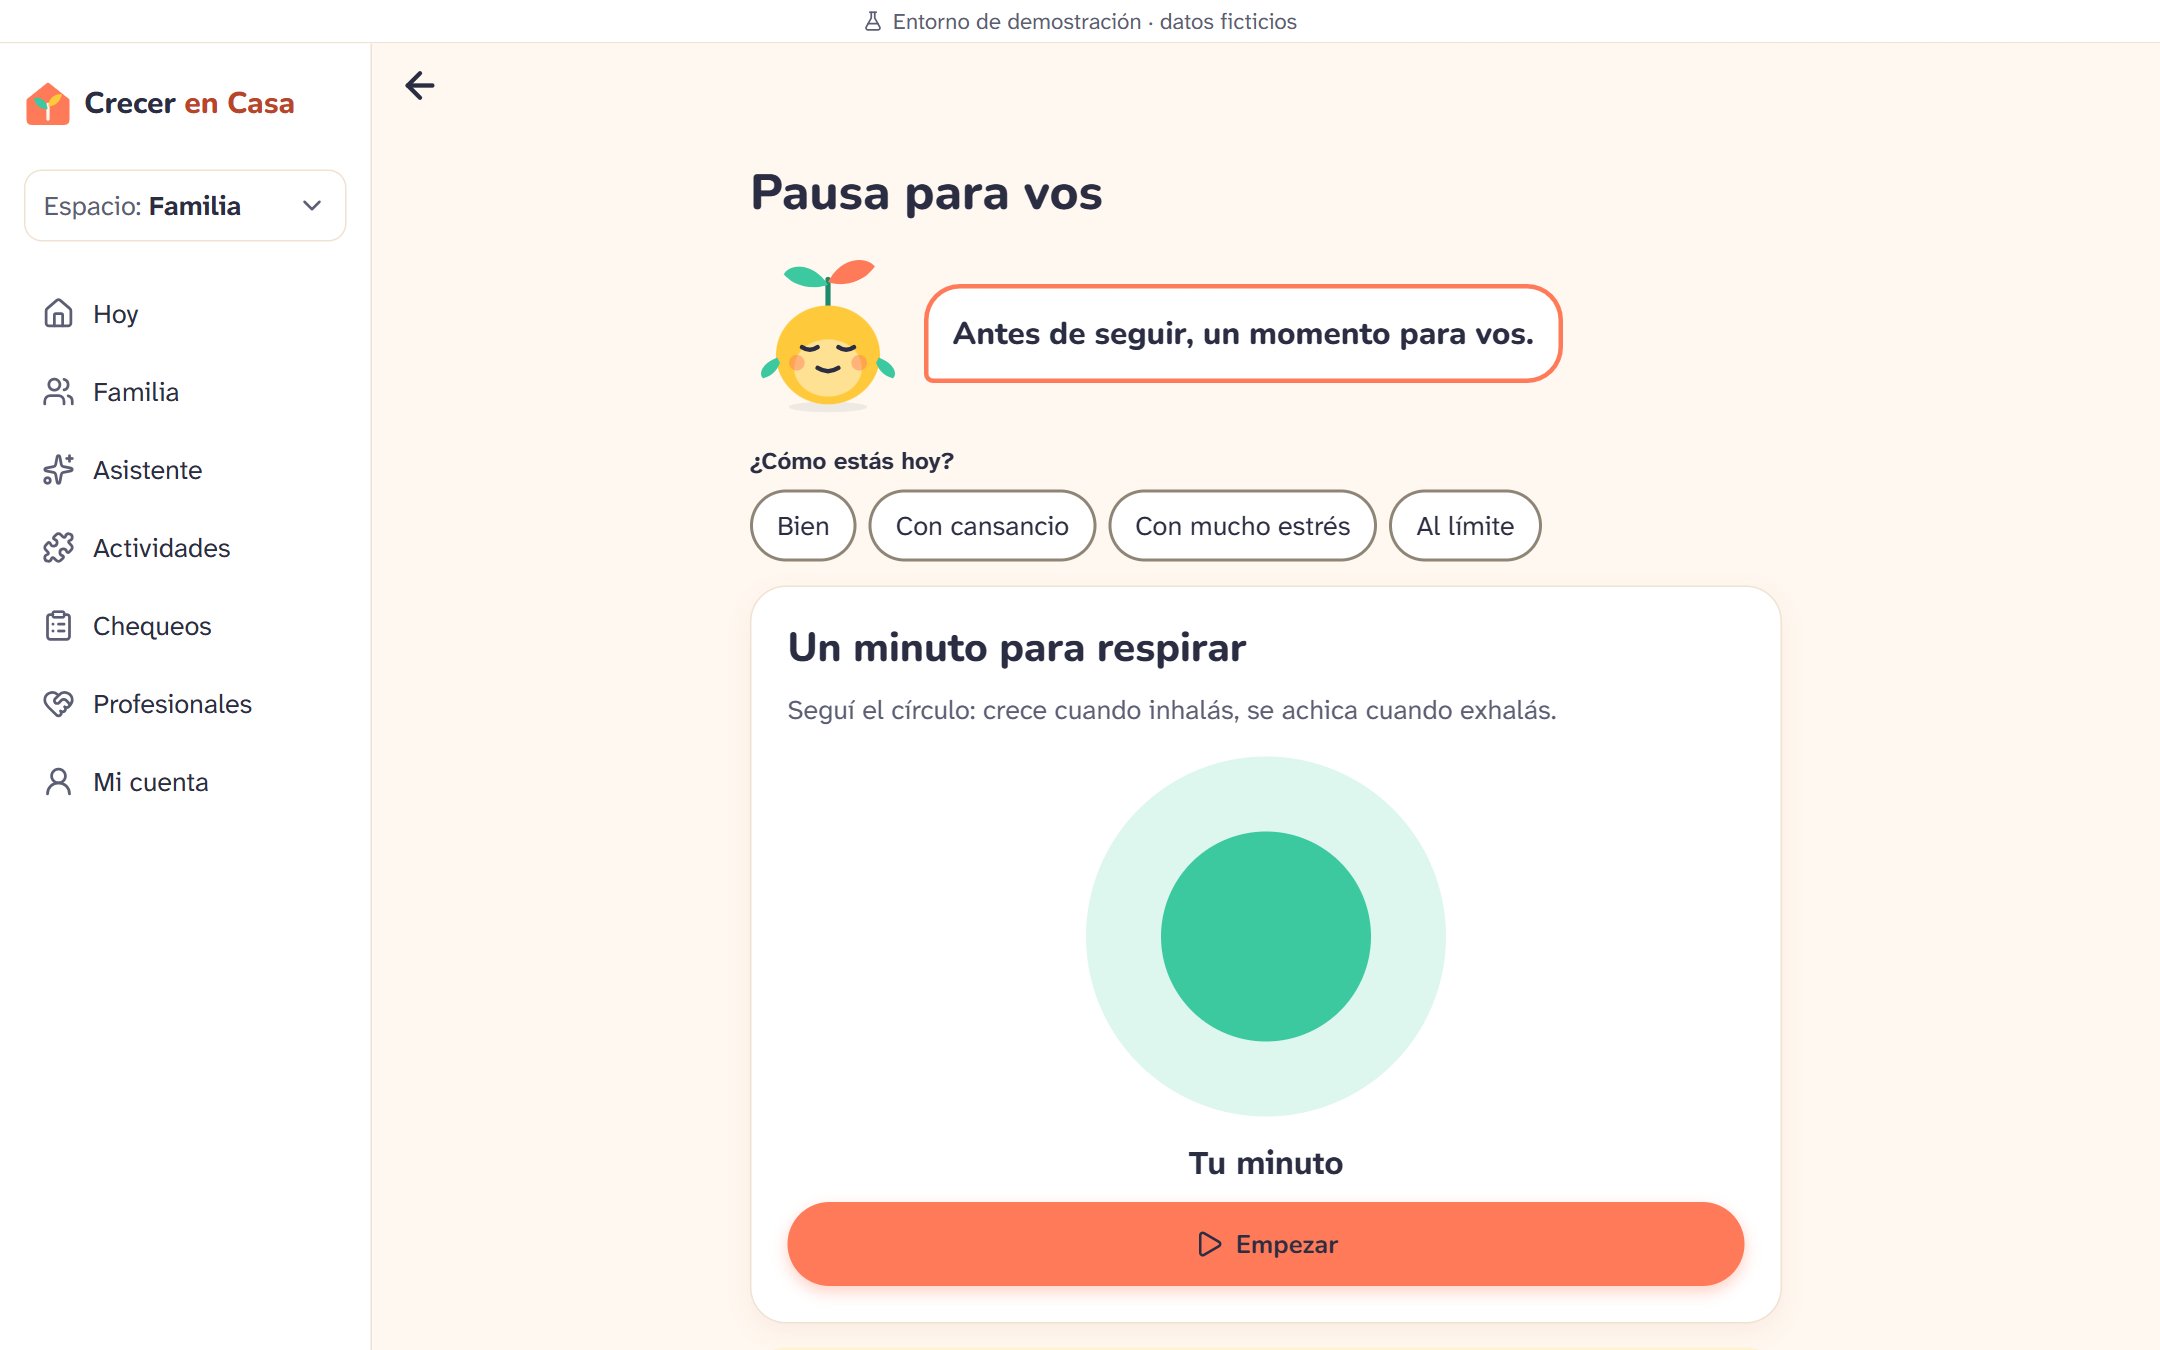 Entorno de demostración · datos ficticios
Crecer en Casa
Espacio: Familia
Hoy
Familia
Asistente
Actividades
Chequeos
Profesionales
Mi cuenta
Pausa para vos
Antes de seguir, un momento para vos.
¿Cómo estás hoy?
Bien
Con cansancio
Con mucho estrés
Al límite
Un minuto para respirar
Seguí el círculo: crece cuando inhalás, se achica cuando exhalás.
Tu minuto
Empezar